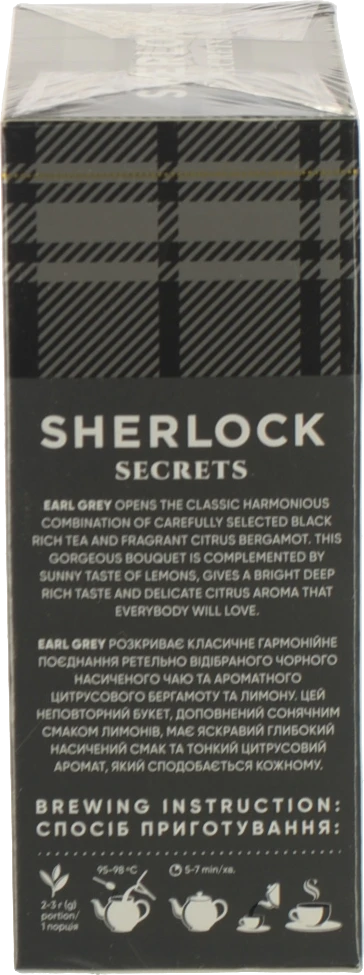 SHERLOCK
SECRETS
EARL GREY OPENS THE CLASSIC HARMONIOUS
COMBINATION OF CAREFULLY SELECTED BLACK
RICH TEA AND FRAGRANT CITRUS BERGAMOT. THIS
GORGEOUS BOUQUET IS COMPLEMENTED BY
SUNNY TASTE OF LEMONS, GIVES A BRIGHT DEEP
RICH TASTE AND DELICATE CITRUS AROMA THAT
EVERYBODY WILL LOVE.
EARL GREY РОЗКРИВАЄ КЛАСИЧНЕ ГАРМОНІЙНЕ
ПОЄДНАННЯ РЕТЕЛЬНО ВІДІБРАНОГО ЧОРНОГО
НАСИЧЕНОГО ЧАЮ ТА АРОМАТНОГО
ЦИТРУСОВОГО БЕРГАМОТУ ТА ЛИМОНУ. ЦЕЙ
НЕПОВТОРНИЙ БУКЕТ, ДОПОВНЕНИЙ СОНЯЧНИМ
СМАКОМ ЛИМОНІВ, МАЄ ЯСКРАВИЙ ГЛИБОКИЙ
НАСИЧЕНИЙ СМАК ТА ТОНКИЙ ЦИТРУСОВИЙ
АРОМАТ, ЯКИЙ СПОДОБАЄТЬСЯ КОЖНОМУ.
BREWING INSTRUCTION:
СПОСІБ ПРИГОТУВАННЯ:
95-98 °C
5-7 min/хв.
2-3 г (g)
portion/
1 порція